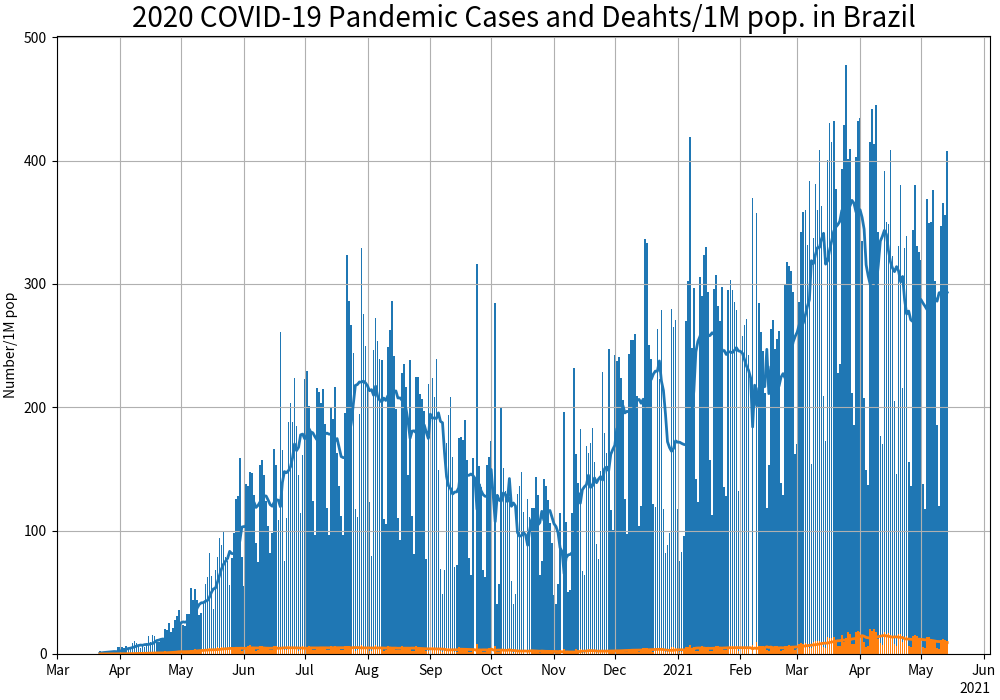 2020 COVID-19 Pandemic Cases and Deahts/1M pop. in Brazil
500
400
300
200
100
0
Number/1M pop
Mar Apr May Jun Jul Aug Sep Oct Nov Dec 2021 Feb Mar Apr May Jun
2021